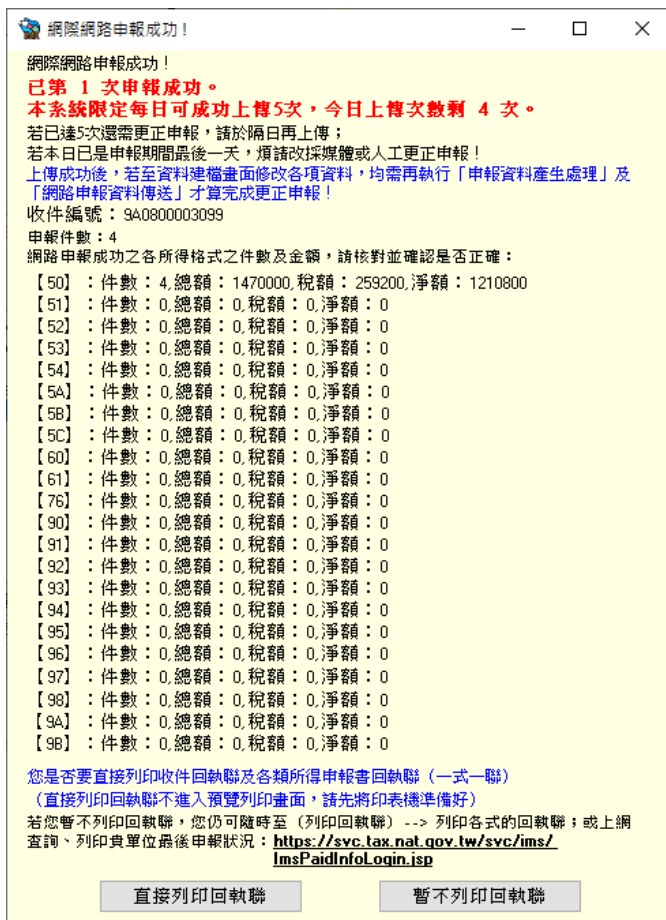 網際網路申報成功！
網際網路申報成功！
已第 1 次申報成功。
本系統限定每日可成功上傳5次，今日上傳次數剩 4 次。
若已達5次還需更正申報，請於隔日再上傳；
若本日已是申報期間最後一天，煩請改採媒體或人工更正申報！
上傳成功後，若至資料建檔畫面修改各項資料，均需再執行「申報資料產生處理」及
「網路申報資料傳送」才算完成更正申報！
收件編號：9A0800003099
申報件數：4
網路申報成功之各所得格式之件數及金額，請核對並確認是否正確：
【50】：件數：4,總額：1470000,稅額：259200,淨額：1210800
【51】：件數：0,總額：0,稅額：0,淨額：0
【52】：件數：0,總額：0,稅額：0,淨額：0
【53】：件數：0,總額：0,稅額：0,淨額：0
【54】：件數：0,總額：0,稅額：0,淨額：0
【5A】：件數：0,總額：0,稅額：0,淨額：0
【5B】：件數：0,總額：0,稅額：0,淨額：0
【5C】：件數：0,總額：0,稅額：0,淨額：0
【60】：件數：0,總額：0,稅額：0,淨額：0
【61】：件數：0,總額：0,稅額：0,淨額：0
【76】：件數：0,總額：0,稅額：0,淨額：0
【90】：件數：0,總額：0,稅額：0,淨額：0
【91】：件數：0,總額：0,稅額：0,淨額：0
【92】：件數：0,總額：0,稅額：0,淨額：0
【93】：件數：0,總額：0,稅額：0,淨額：0
【94】：件數：0,總額：0,稅額：0,淨額：0
【95】：件數：0,總額：0,稅額：0,淨額：0
【96】：件數：0,總額：0,稅額：0,淨額：0
【97】：件數：0,總額：0,稅額：0,淨額：0
【98】：件數：0,總額：0,稅額：0,淨額：0
【9A】：件數：0,總額：0,稅額：0,淨額：0
【9B】：件數：0,總額：0,稅額：0,淨額：0
您是否要直接列印收件回執聯及各類所得申報書回執聯（一式一聯）
（直接列印回執聯不進入預覽列印畫面，請先將印表機準備好）
若您暫不列印回執聯，您仍可隨時至（列印回執聯）--> 列印各式的回執聯；或上網
查詢、列印貴單位最後申報狀況：https://svc.tax.nat.gov.tw/svc/ims/
ImsPaidInfoLogin.jsp
直接列印回執聯
暫不列印回執聯